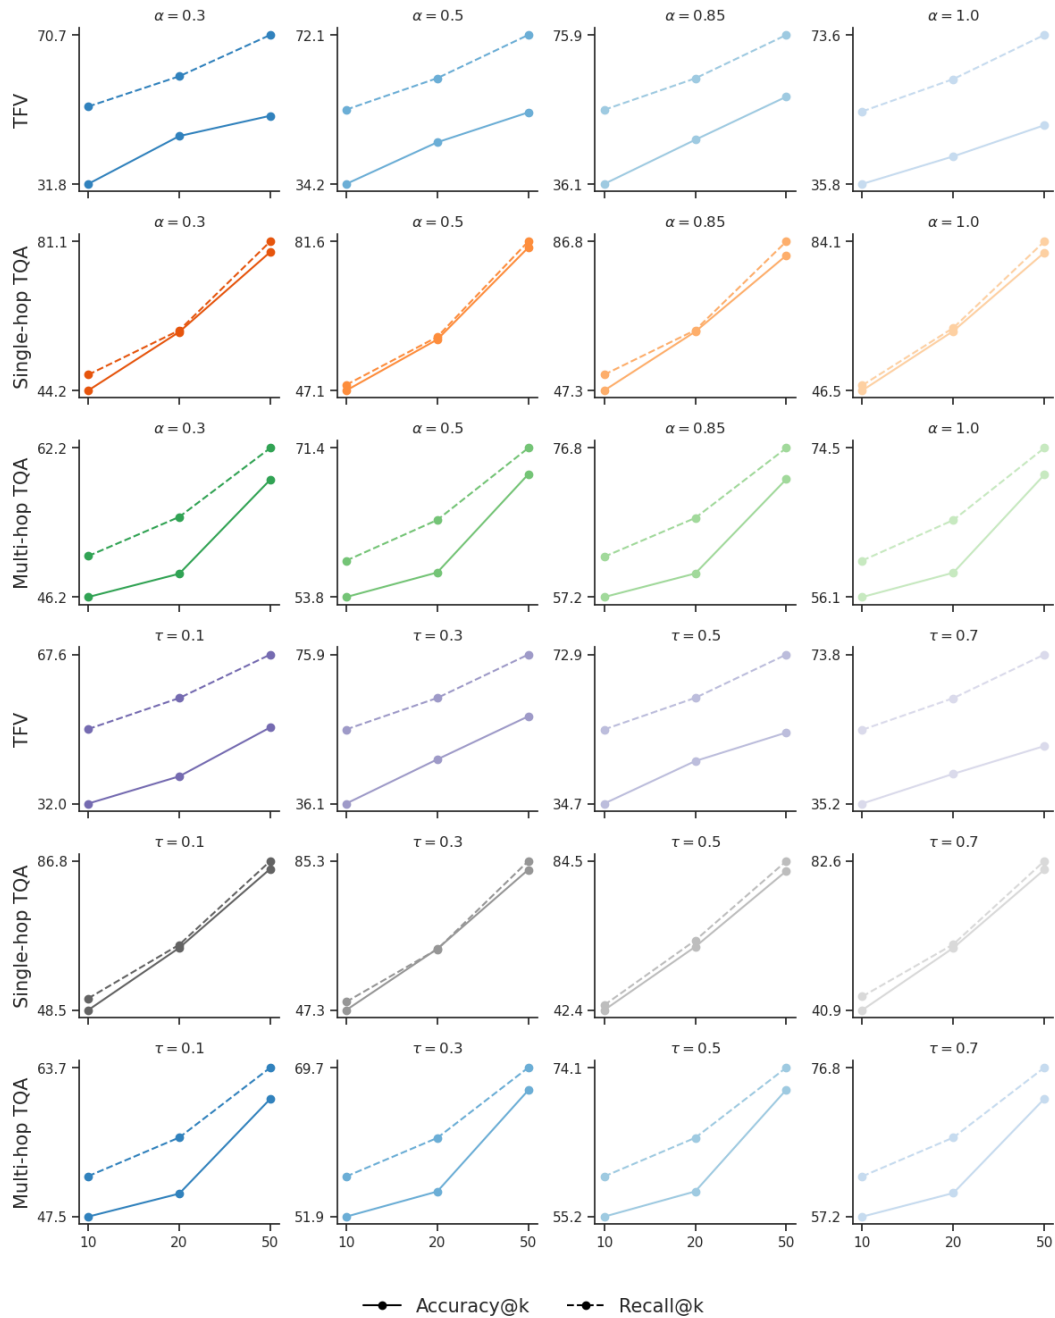 α = 0.3 α = 0.5 α = 0.85 α = 1.0
TFV
70.7 72.1 75.9 73.6
31.8 34.2 36.1 35.8
α = 0.3 α = 0.5 α = 0.85 α = 1.0
Single-hop TQA
81.1 81.6 86.8 84.1
44.2 47.1 47.3 46.5
α = 0.3 α = 0.5 α = 0.85 α = 1.0
Multi-hop TQA
62.2 71.4 76.8 74.5
46.2 53.8 57.2 56.1
τ = 0.1 τ = 0.3 τ = 0.5 τ = 0.7
TFV
67.6 75.9 72.9 73.8
32.0 36.1 34.7 35.2
τ = 0.1 τ = 0.3 τ = 0.5 τ = 0.7
Single-hop TQA
86.8 85.3 84.5 82.6
48.5 47.3 42.4 40.9
τ = 0.1 τ = 0.3 τ = 0.5 τ = 0.7
Multi-hop TQA
63.7 69.7 74.1 76.8
47.5 51.9 55.2 57.2
10 20 50 10 20 50 10 20 50 10 20 50
Accuracy@k Recall@k